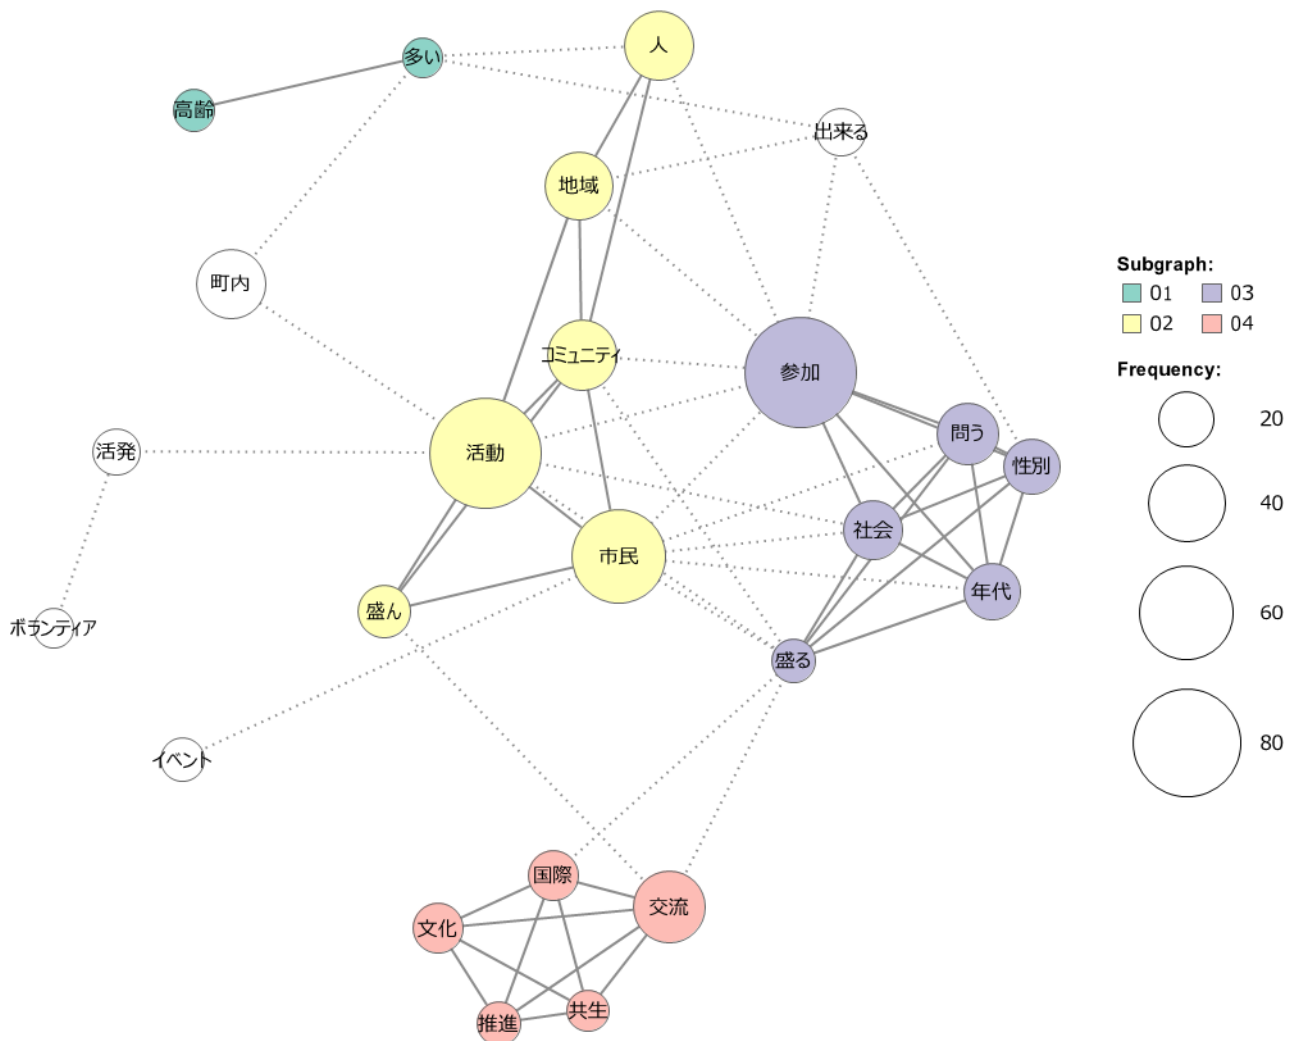 人
多い
高齢
出来る
地域
町内
コミュニティ
参加
問う
活動
活発
性別
社会
市民
年代
盛ん
ボランティア
盛る
イベント
国際
交流
文化
共生
推進
Subgraph:
01 03
02 04
Frequency:
20
40
60
80